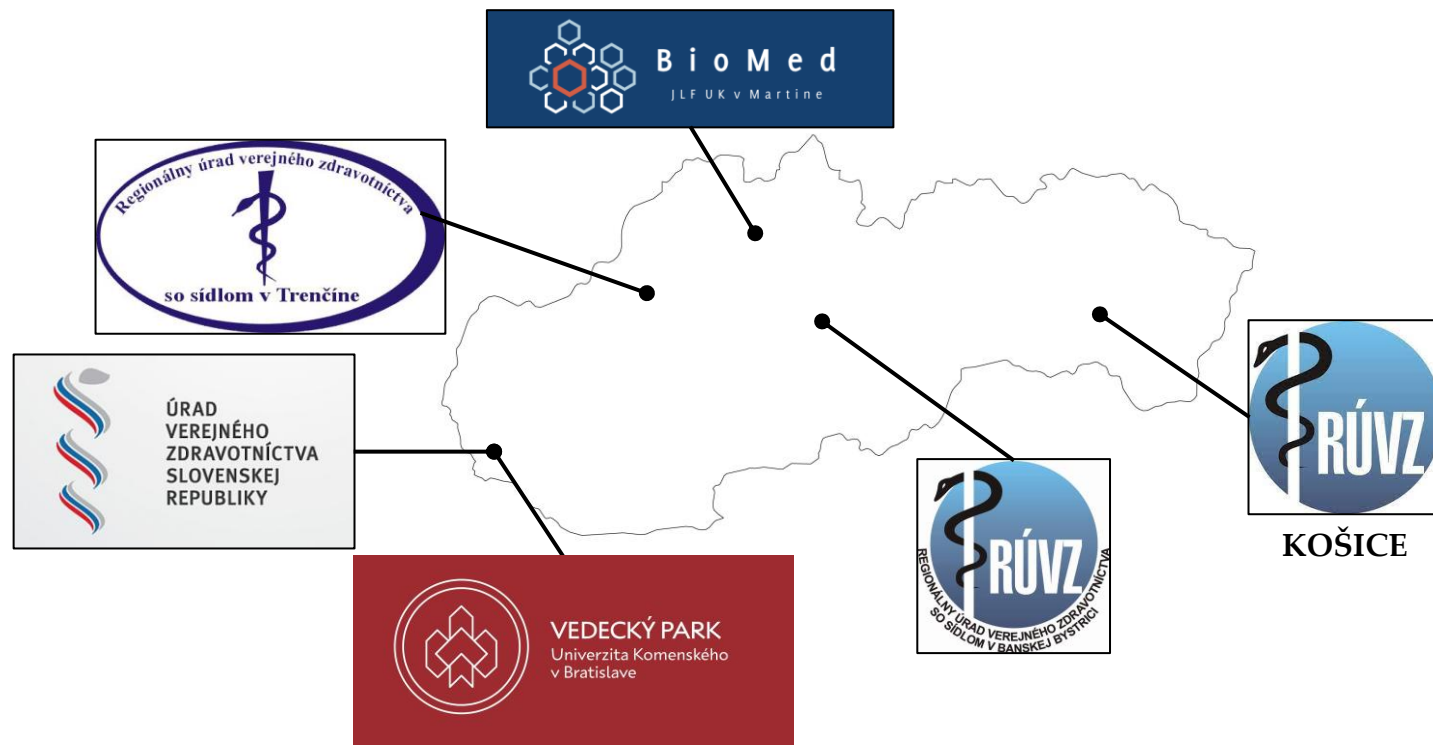 BioMed
JLF UK v Martine
Regionálny úrad verejného zdravotníctva
so sídlom v Trenčíne
ÚRAD
VEREJNÉHO
ZDRAVOTNÍCTVA
SLOVENSKEJ
REPUBLIKY
RÚVZ
KOŠICE
RÚVZ
REGIONÁLNY ÚRAD VEREJNÉHO ZDRAVOTNÍCTVA
SO SÍDLOM V BANSKEJ BYSTRICI
VEDECKÝ PARK
Univerzita Komenského
v Bratislave